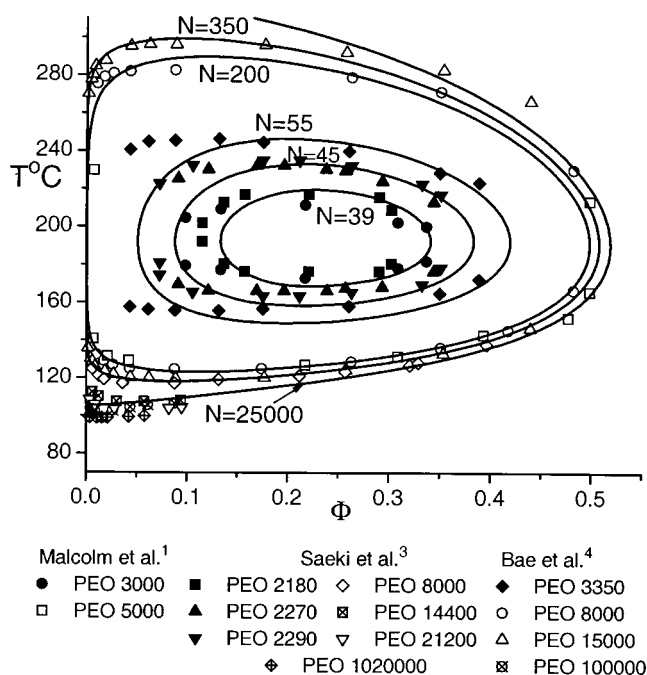 N=350
280
N=200
240
N=55
N=45
T°C
200
N=39
160
120
N=25000
80
0.0 0.1 0.2 0.3 0.4 0.5
Φ
Malcolm et al.¹ Saeki et al.³ Bae et al.⁴
PEO 3000 PEO 2180 PEO 8000 PEO 3350
PEO 5000 PEO 2270 PEO 14400 PEO 8000
PEO 2290 PEO 21200 PEO 15000
PEO 1020000 PEO 100000